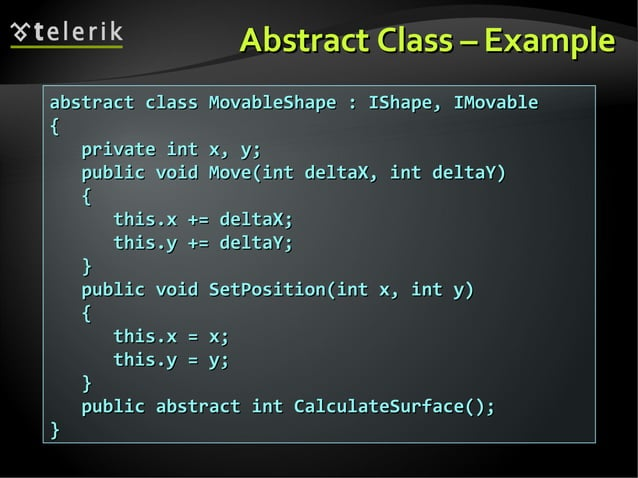 telerik
Abstract Class – Example
abstract class MovableShape : IShape, IMovable
{
   private int x, y;
   public void Move(int deltaX, int deltaY)
   {
      this.x += deltaX;
      this.y += deltaY;
   }
   public void SetPosition(int x, int y)
   {
      this.x = x;
      this.y = y;
   }
   public abstract int CalculateSurface();
}